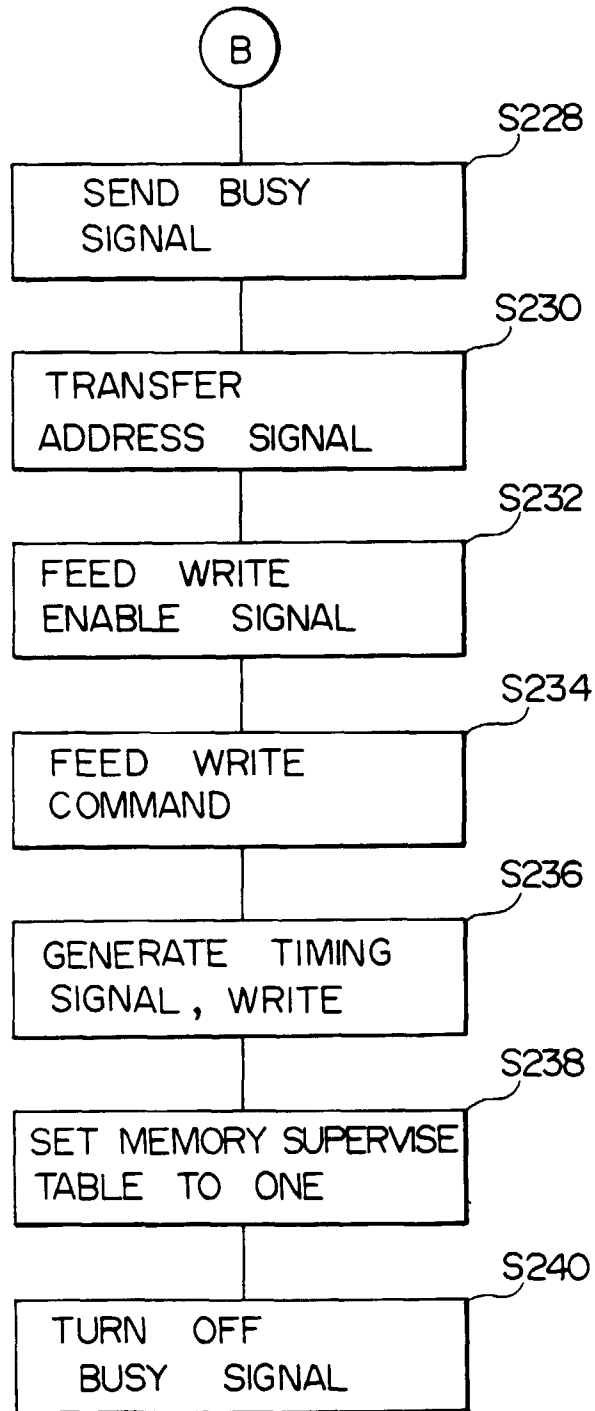 B
S228
SEND BUSY
SIGNAL
S230
TRANSFER
ADDRESS SIGNAL
S232
FEED WRITE
ENABLE SIGNAL
S234
FEED WRITE
COMMAND
S236
GENERATE TIMING
SIGNAL, WRITE
S238
SET MEMORY SUPERVISE
TABLE TO ONE
S240
TURN OFF
BUSY SIGNAL